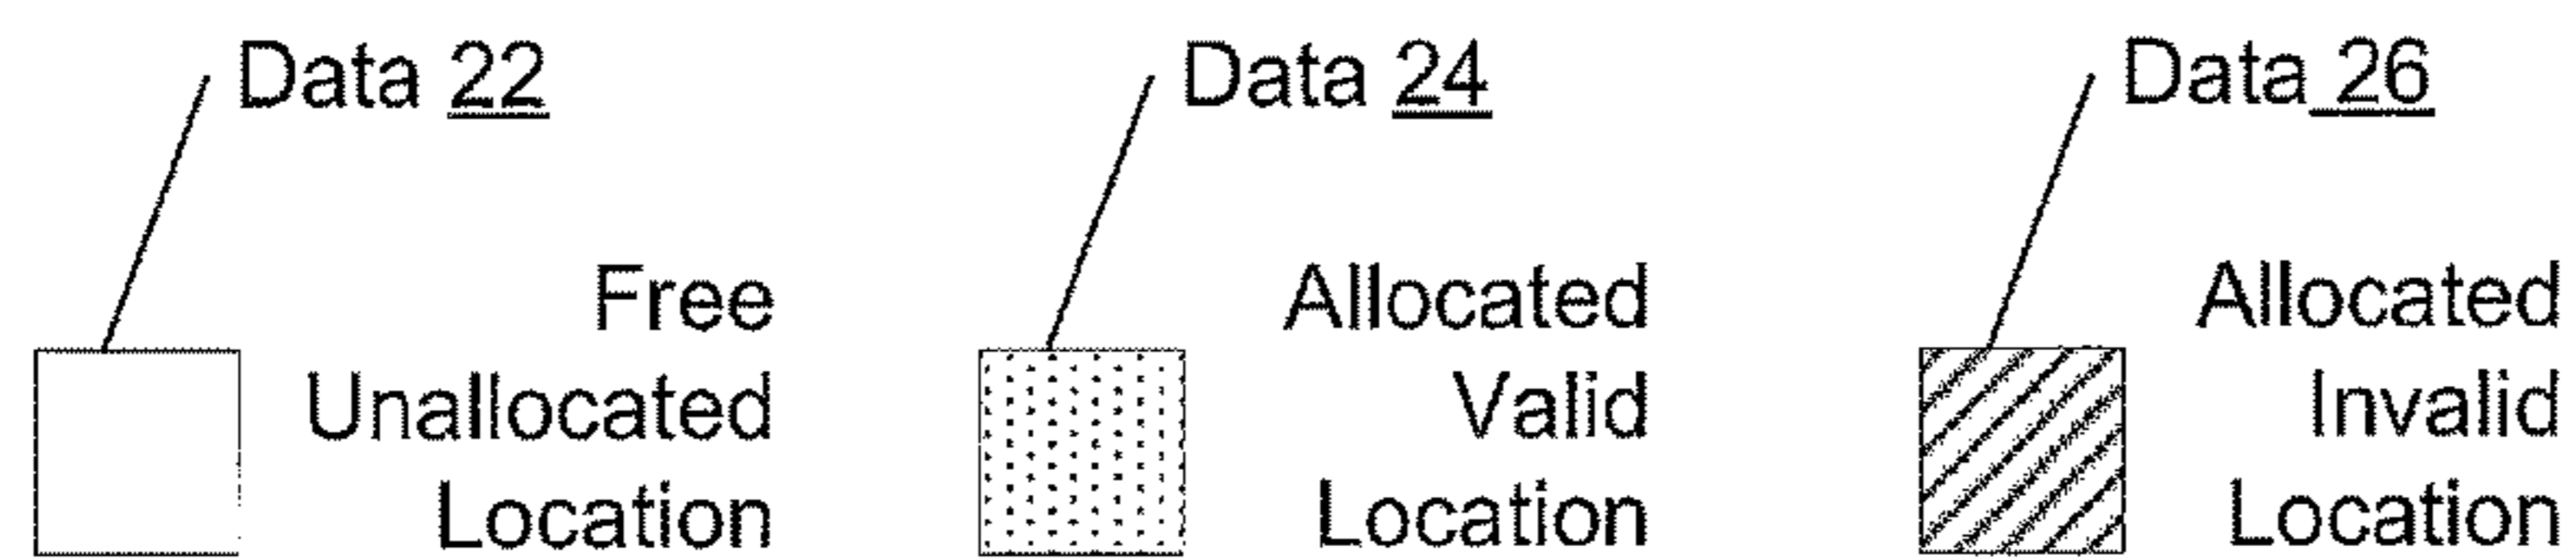 Data 22
Free
Unallocated
Location
Data 24
Allocated
Valid
Location
Data 26
Allocated
Invalid
Location